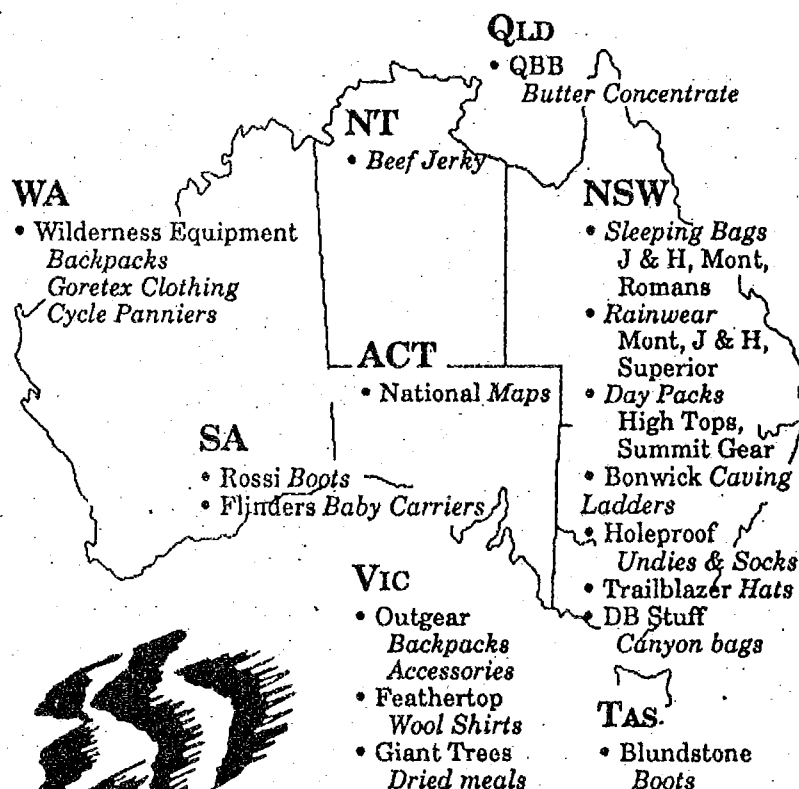 QLD
• QBB
Butter Concentrate
NT
• Beef Jerky
WA
• Wilderness Equipment
Backpacks
Goretex Clothing
Cycle Panniers
NSW
• Sleeping Bags
J & H, Mont,
Romans
• Rainwear
Mont, J & H,
Superior
• Day Packs
High Tops,
Summit Gear
• Bonwick Caving
Ladders
• Holeproof
Undies & Socks
• Trailblazer Hats
• DB Stuff
Canyon bags
ACT
• National Maps
SA
• Rossi Boots
• Flinders Baby Carriers
VIC
• Outgear
Backpacks
Accessories
• Feathertop
Wool Shirts
• Giant Trees
Dried meals
TAS.
• Blundstone
Boots